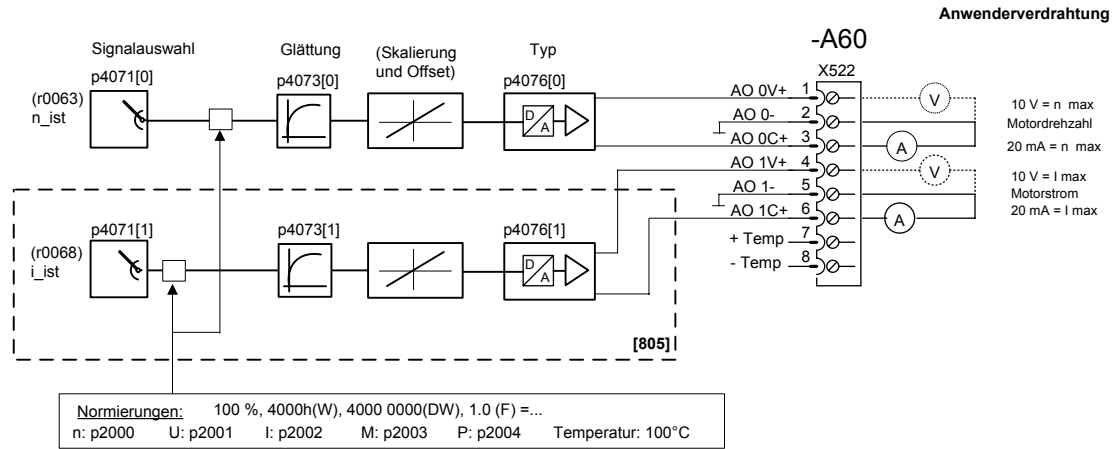 Anwenderverdrahtung
-A60
Signalauswahl
Glättung
(Skalierung
und Offset)
Typ
X522
p4071[0]
p4073[0]
p4076[0]
(r0063)
n_ist
D
A
AO 0V+ 1
AO 0- 2
AO 0C+ 3
AO 1V+ 4
AO 1- 5
AO 1C+ 6
+ Temp 7
- Temp 8
V
A
V
A
10 V = n max
Motordrehzahl
20 mA = n max
10 V = I max
Motorstrom
20 mA = I max
p4071[1]
p4073[1]
p4076[1]
(r0068)
i_ist
D
A
[805]
Normierungen: 100 %, 4000h(W), 4000 0000(DW), 1.0 (F) =...
n: p2000 U: p2001 I: p2002 M: p2003 P: p2004 Temperatur: 100°C